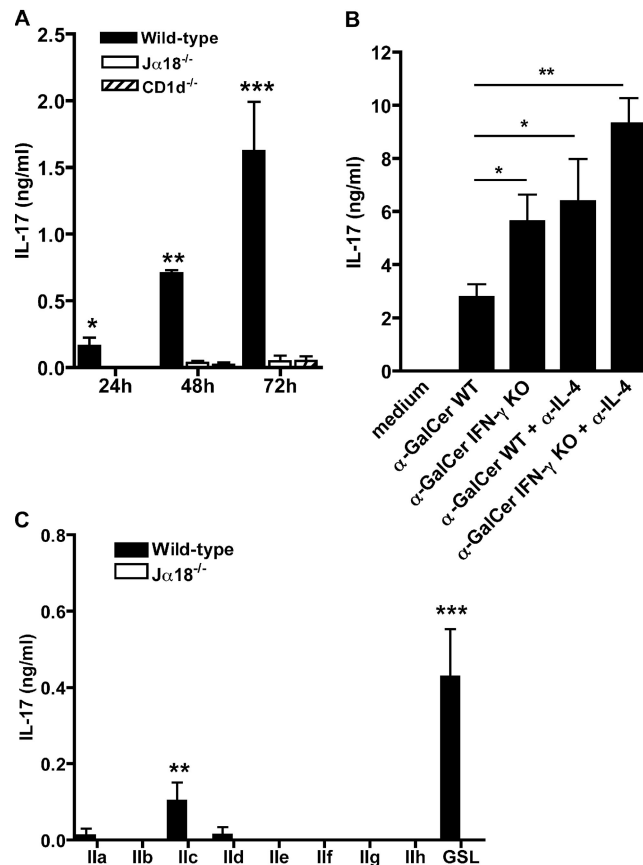 A
Wild-type
Jα18-/-
CD1d-/-
IL-17 (ng/ml)
2.5
2.0
1.5
1.0
0.5
0.0
*
**
***
24h
48h
72h
B
IL-17 (ng/ml)
12
10
8
6
4
2
0
**
*
*
medium
α-GalCer WT
α-GalCer IFN-γ KO
α-GalCer WT + α-IL-4
α-GalCer IFN-γ KO + α-IL-4
C
Wild-type
Jα18-/-
IL-17 (ng/ml)
0.8
0.6
0.4
0.2
0.0
**
***
IIa IIb IIc IId IIe IIf IIg IIh GSL